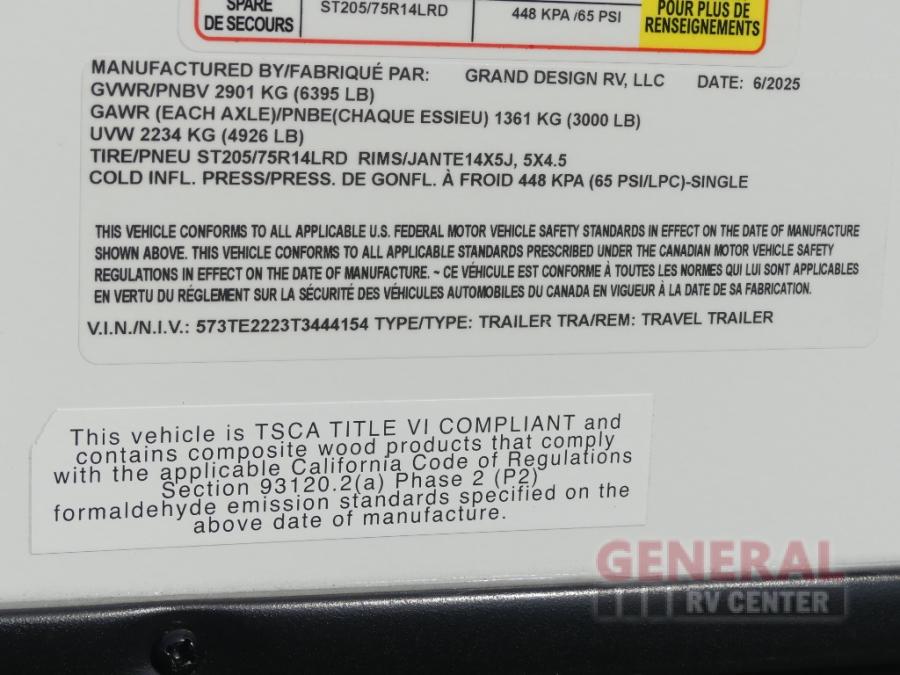 SPARE
DE SECOURS
ST205/75R14LRD
448 KPA /65 PSI
POUR PLUS DE
RENSEIGNEMENTS
MANUFACTURED BY/FABRIQUÉ PAR: GRAND DESIGN RV, LLC DATE: 6/2025
GVWR/PNBV 2901 KG (6395 LB)
GAWR (EACH AXLE)/PNBE(CHAQUE ESSIEU) 1361 KG (3000 LB)
UVW 2234 KG (4926 LB)
TIRE/PNEU ST205/75R14LRD RIMS/JANTE14X5J, 5X4.5
COLD INFL. PRESS/PRESS. DE GONFL. À FROID 448 KPA (65 PSI/LPC)-SINGLE
THIS VEHICLE CONFORMS TO ALL APPLICABLE U.S. FEDERAL MOTOR VEHICLE SAFETY STANDARDS IN EFFECT ON THE DATE OF MANUFACTURE
SHOWN ABOVE. THIS VEHICLE CONFORMS TO ALL APPLICABLE STANDARDS PRESCRIBED UNDER THE CANADIAN MOTOR VEHICLE SAFETY
REGULATIONS IN EFFECT ON THE DATE OF MANUFACTURE. ~ CE VÉHICULE EST CONFORME À TOUTES LES NORMES QUI LUI SONT APPLICABLES
EN VERTU DU RÉGLEMENT SUR LA SÉCURITÉ DES VÉHICULES AUTOMOBILES DU CANADA EN VIGUEUR À LA DATE DE SA FABRICATION.
V.I.N./N.I.V.: 573TE2223T3444154 TYPE/TYPE: TRAILER TRA/REM: TRAVEL TRAILER
This vehicle is TSCA TITLE VI COMPLIANT and
contains composite wood products that comply
with the applicable California Code of Regulations
Section 93120.2(a) Phase 2 (P2)
formaldehyde emission standards specified on the
above date of manufacture.
GENERAL
RV CENTER